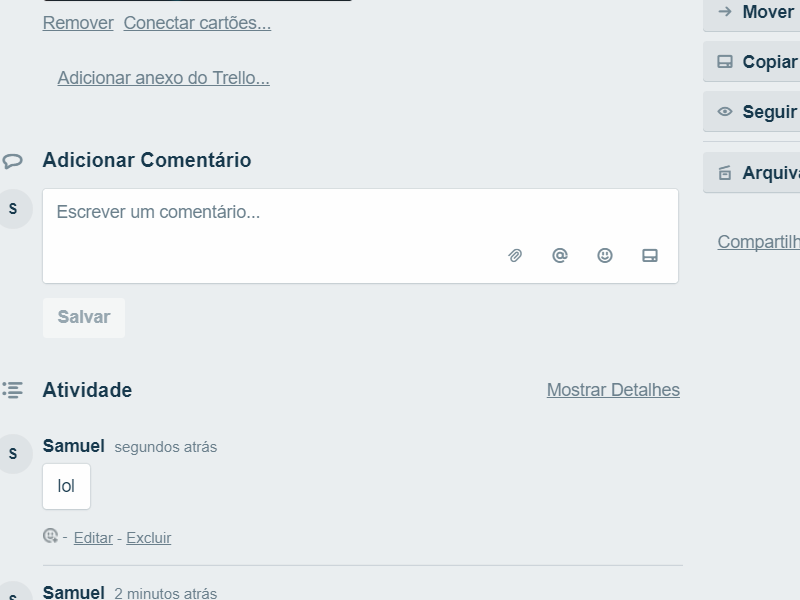 Remover Conectar cartões...
Adicionar anexo do Trello...
Mover
Copiar
Seguir
Arquiva
Compartilh
Adicionar Comentário
S
Escrever um comentário...
Salvar
Atividade
Mostrar Detalhes
S
Samuel segundos atrás
lol
- Editar - Excluir
S
Samuel 2 minutos atrás